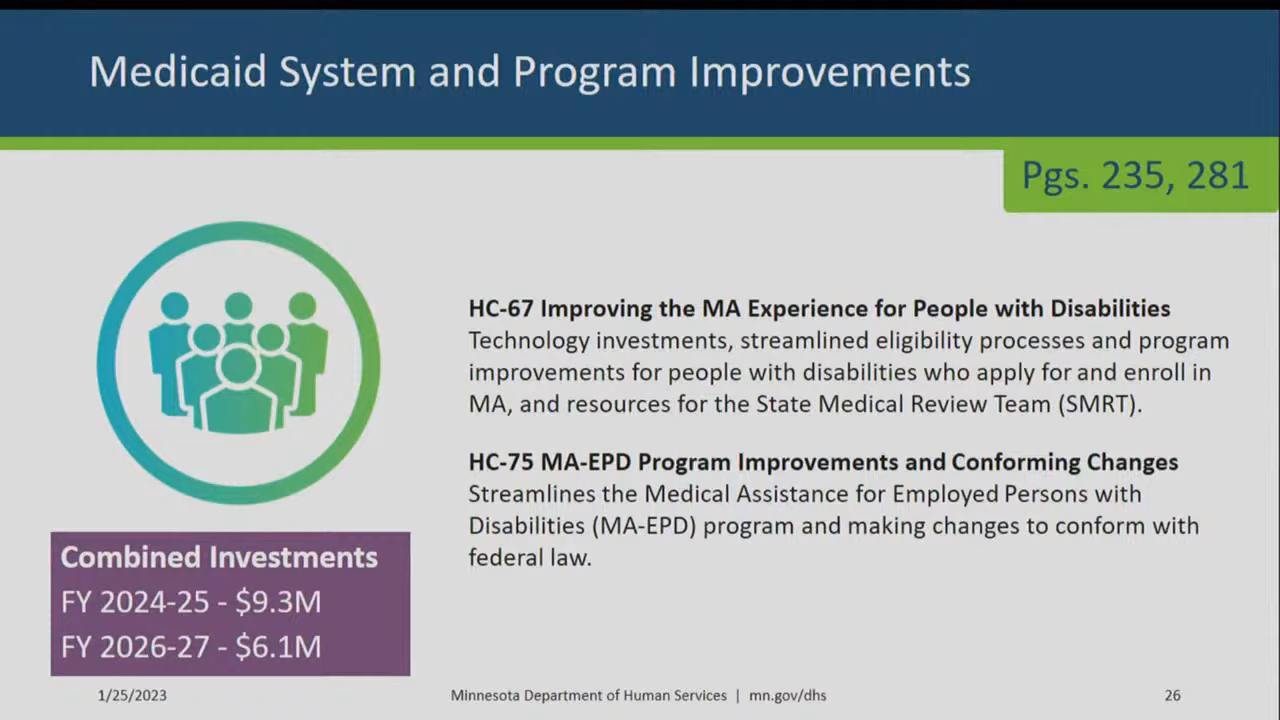 Medicaid System and Program Improvements
Pgs. 235, 281
HC-67 Improving the MA Experience for People with Disabilities
Technology investments, streamlined eligibility processes and program
improvements for people with disabilities who apply for and enroll in
MA, and resources for the State Medical Review Team (SMRT).
HC-75 MA-EPD Program Improvements and Conforming Changes
Streamlines the Medical Assistance for Employed Persons with
Disabilities (MA-EPD) program and making changes to conform with
federal law.
Combined Investments
FY 2024-25 - $9.3M
FY 2026-27 - $6.1M
1/25/2023
Minnesota Department of Human Services | mn.gov/dhs
26